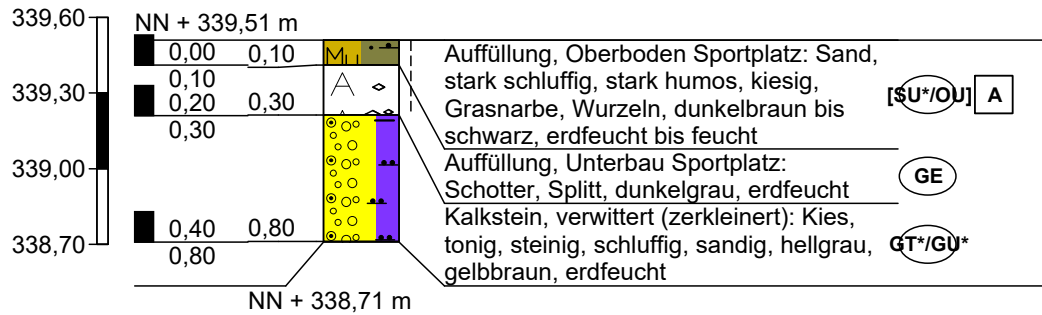 339,60
NN + 339,51 m
0,00 0,10
Mu
Auffüllung, Oberboden Sportplatz: Sand,
stark schluffig, stark humos, kiesig,
Grasnarbe, Wurzeln, dunkelbraun bis
schwarz, erdfeucht bis feucht
[SU*/OU] A
0,10
339,30
0,20 0,30
A
0,30
Auffüllung, Unterbau Sportplatz:
Schotter, Splitt, dunkelgrau, erdfeucht
GE
339,00
Kalkstein, verwittert (zerkleinert): Kies,
tonig, steinig, schluffig, sandig, hellgrau,
gelbbraun, erdfeucht
GT*/GU*
338,70
0,40 0,80
0,80
NN + 338,71 m